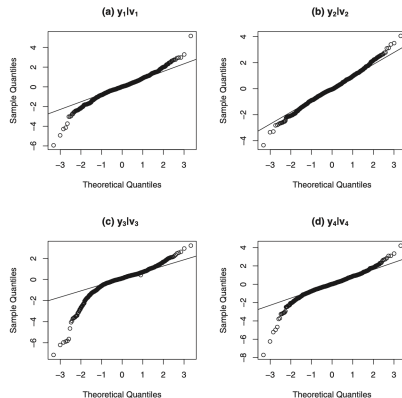 (a) y1|v1
Sample Quantiles
4
2
0
−2
−4
−6
−3 −2 −1 0 1 2 3
Theoretical Quantiles
(b) y2|v2
Sample Quantiles
4
2
0
−2
−4
−3 −2 −1 0 1 2 3
Theoretical Quantiles
(c) y3|v3
Sample Quantiles
2
0
−2
−4
−6
−3 −2 −1 0 1 2 3
Theoretical Quantiles
(d) y4|v4
Sample Quantiles
4
2
0
−2
−4
−6
−8
−3 −2 −1 0 1 2 3
Theoretical Quantiles